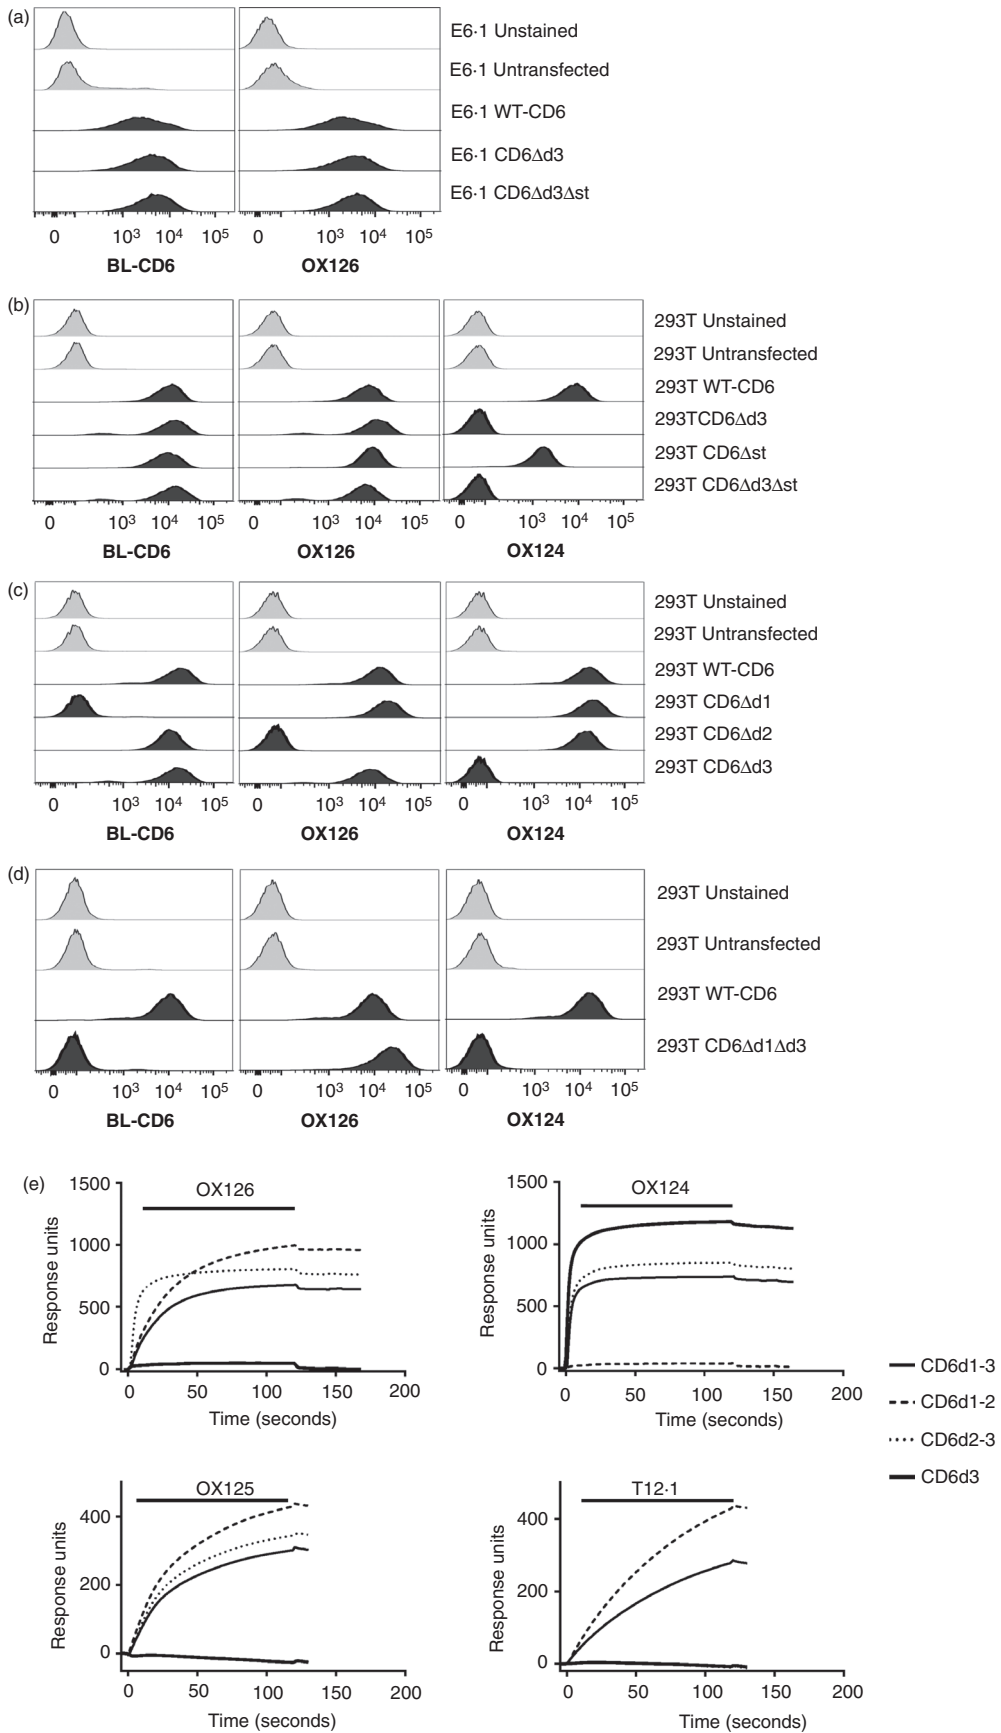 (a)
E6·1 Unstained
E6·1 Untransfected
E6·1 WT-CD6
E6·1 CD6Δd3
E6·1 CD6Δd3Δst
0 10³ 10⁴ 10⁵ 0 10³ 10⁴ 10⁵
BL-CD6 OX126
(b)
293T Unstained
293T Untransfected
293T WT-CD6
293TCD6Δd3
293T CD6Δst
293T CD6Δd3Δst
0 10³ 10⁴ 10⁵ 0 10³ 10⁴ 10⁵ 0 10³ 10⁴ 10⁵
BL-CD6 OX126 OX124
(c)
293T Unstained
293T Untransfected
293T WT-CD6
293T CD6Δd1
293T CD6Δd2
293T CD6Δd3
0 10³ 10⁴ 10⁵ 0 10³ 10⁴ 10⁵ 0 10³ 10⁴ 10⁵
BL-CD6 OX126 OX124
(d)
293T Unstained
293T Untransfected
293T WT-CD6
293T CD6Δd1Δd3
0 10³ 10⁴ 10⁵ 0 10³ 10⁴ 10⁵ 0 10³ 10⁴ 10⁵
BL-CD6 OX126 OX124
(e)
OX126
Response units
1500
1000
500
0
0 50 100 150 200
Time (seconds)
OX124
Response units
1500
1000
500
0
0 50 100 150 200
Time (seconds)
CD6d1-3
CD6d1-2
CD6d2-3
CD6d3
OX125
Response units
400
200
0
0 50 100 150 200
Time (seconds)
T12·1
Response units
400
200
0
0 50 100 150 200
Time (seconds)